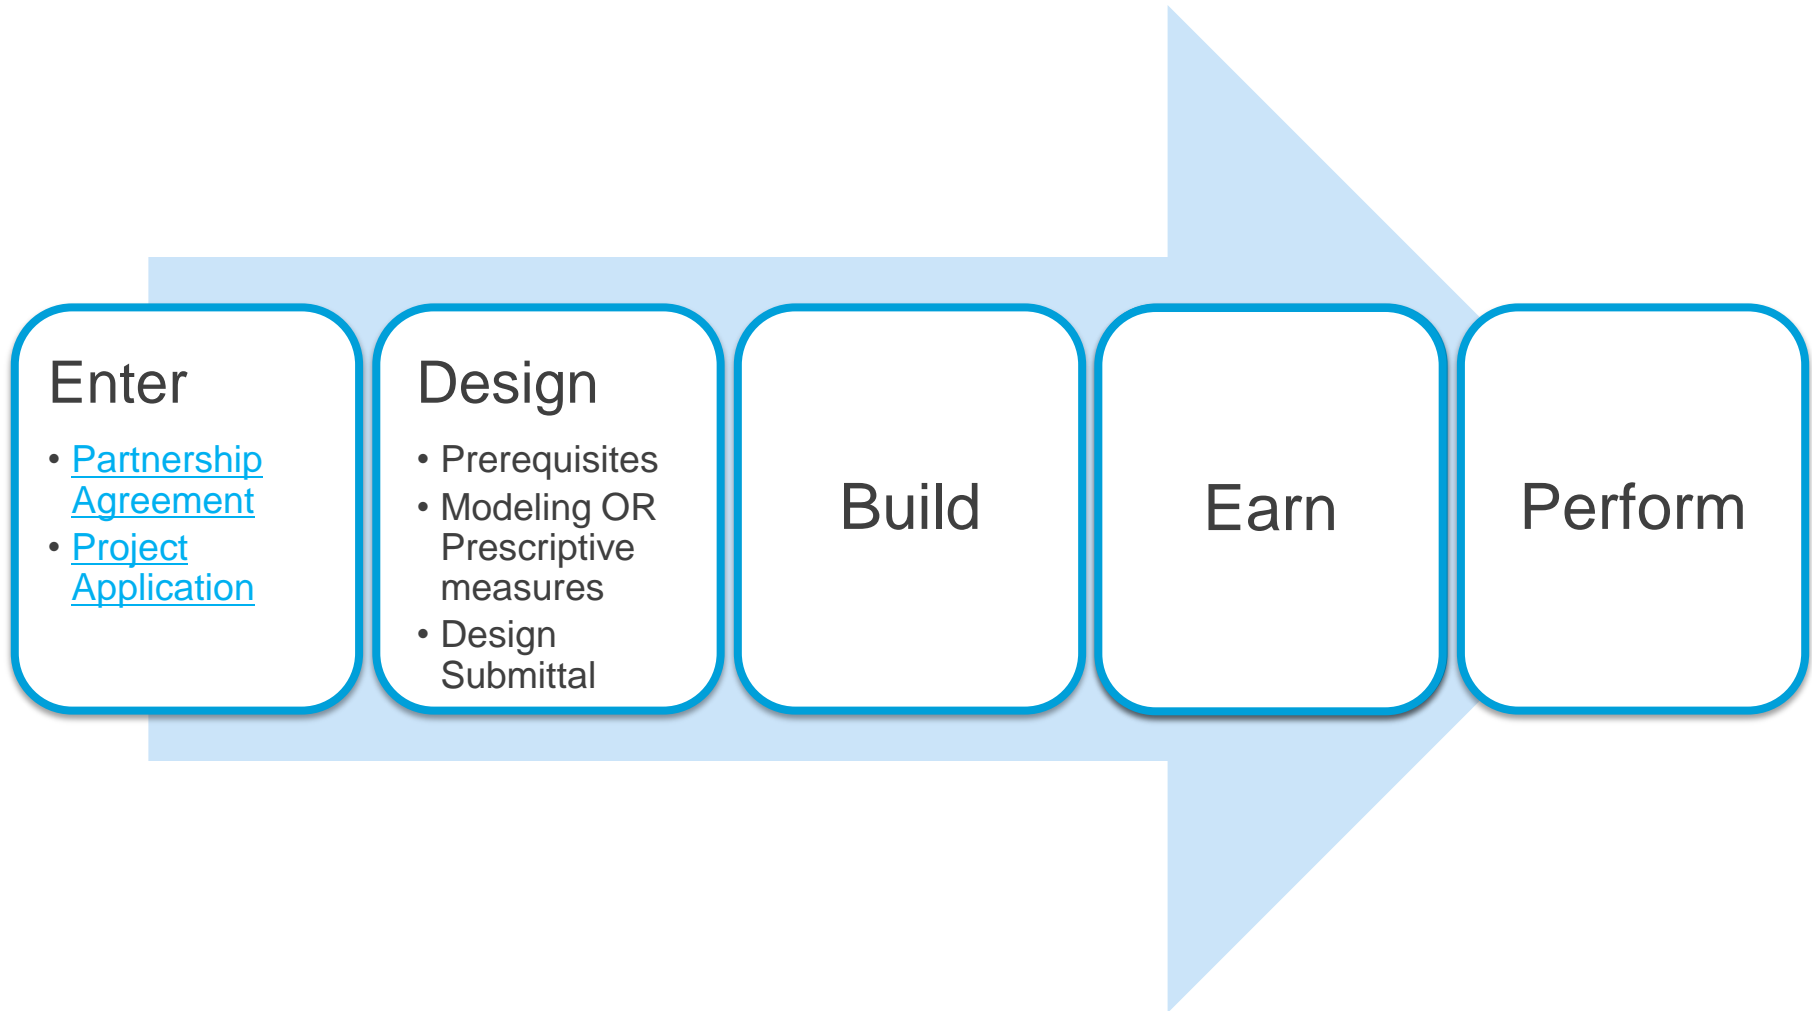 Enter
• Partnership
Agreement
• Project
Application
Design
• Prerequisites
• Modeling OR
Prescriptive
measures
• Design
Submittal
Build
Earn
Perform